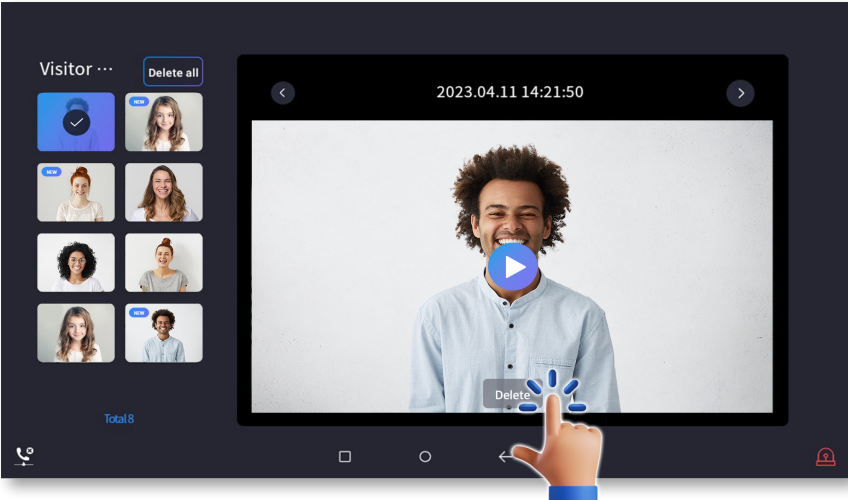 Visitor ···
Delete all
NEW
NEW
NEW
Total 8
2023.04.11 14:21:50
Delete